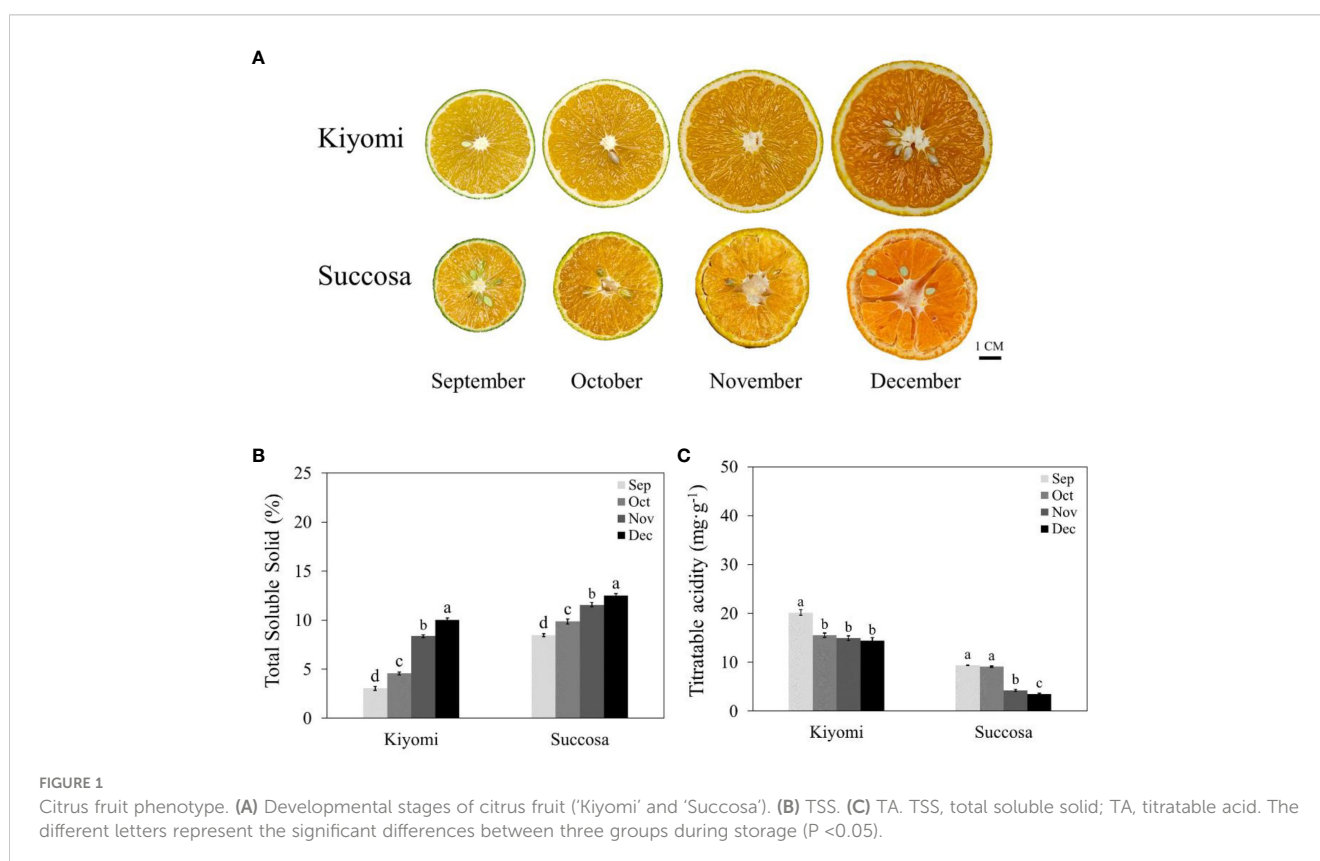 A
Kiyomi
Succosa
1 CM
September October November December
B
Total Soluble Solid (%)
25
20
15
10
5
0
Sep
Oct
Nov
Dec
d c b a
d c b a
Kiyomi Succosa
C
Titratable acidity (mg·g⁻¹)
50
40
30
20
10
0
Sep
Oct
Nov
Dec
a b b b
a a b c
Kiyomi Succosa
FIGURE 1
Citrus fruit phenotype. (A) Developmental stages of citrus fruit (‘Kiyomi’ and ‘Succosa’). (B) TSS. (C) TA. TSS, total soluble solid; TA, titratable acid. The
different letters represent the significant differences between three groups during storage (P <0.05).